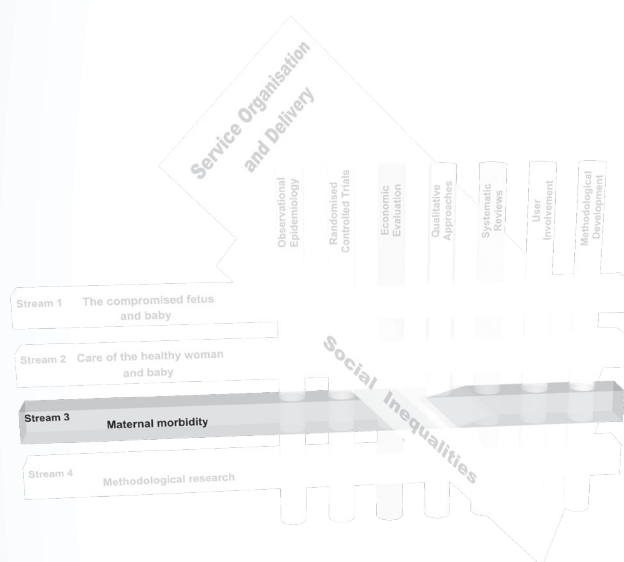 Service Organisation
and Delivery
Observational
Epidemiology
Randomised
Controlled Trials
Economic
Evaluation
Qualitative
Approaches
Systematic
Reviews
User
Involvement
Methodological
Development
Stream 1 The compromised fetus
and baby
Stream 2 Care of the healthy woman
and baby
Social Inequalities
Stream 3 Maternal morbidity
Stream 4 Methodological research